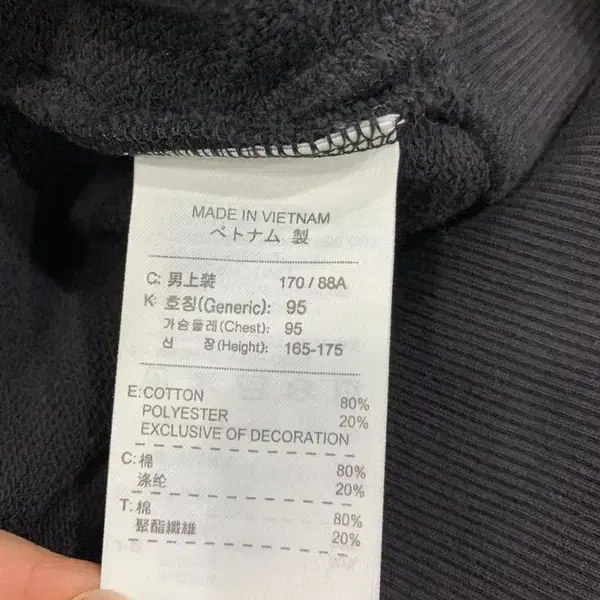 MADE IN VIETNAM
ベトナム 製
C: 男上装 170 / 88A
K: 호칭(Generic): 95
가슴둘레(Chest): 95
신 장(Height): 165-175
E:COTTON 80%
POLYESTER 20%
EXCLUSIVE OF DECORATION
C: 棉 80%
涤纶 20%
T: 棉 80%
聚酯纖維 20%